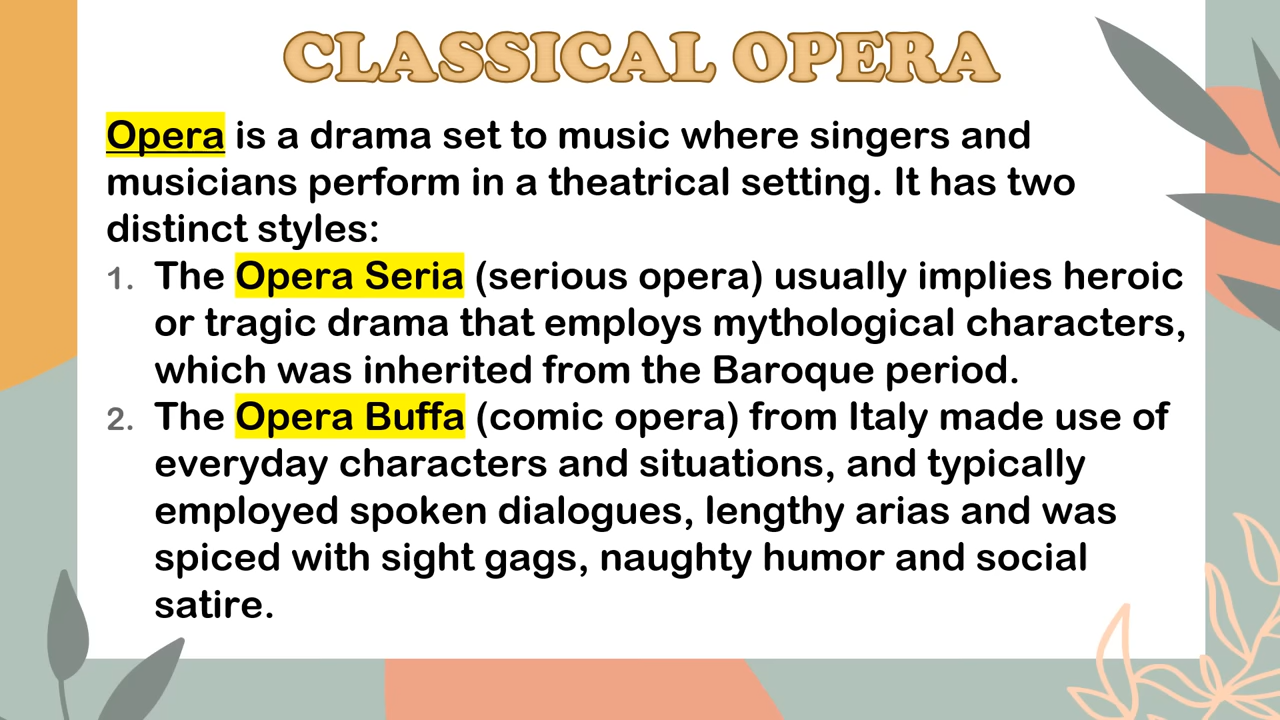 CLASSICAL OPERA
Opera is a drama set to music where singers and
musicians perform in a theatrical setting. It has two
distinct styles:
1. The Opera Seria (serious opera) usually implies heroic
or tragic drama that employs mythological characters,
which was inherited from the Baroque period.
2. The Opera Buffa (comic opera) from Italy made use of
everyday characters and situations, and typically
employed spoken dialogues, lengthy arias and was
spiced with sight gags, naughty humor and social
satire.